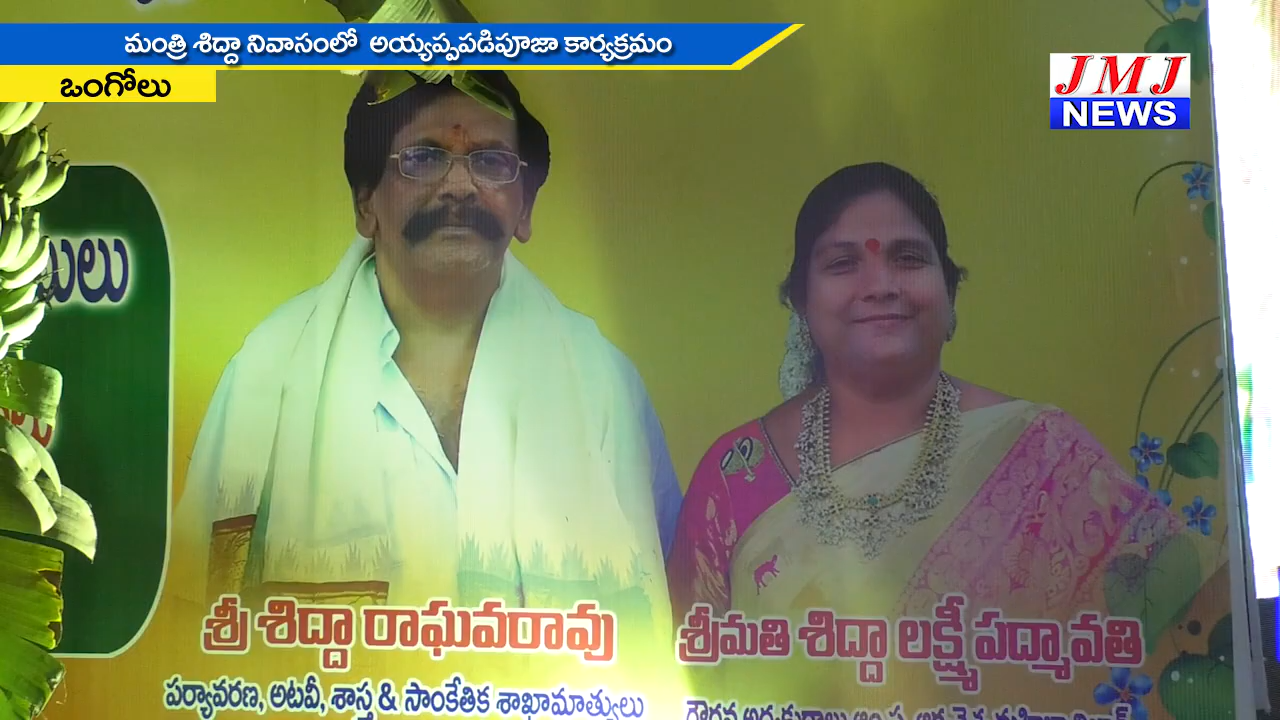 మంత్రి శిద్దా నివాసంలో అయ్యప్పపడిపూజా కార్యక్రమం
ఒంగోలు
JMJ
NEWS
శ్రీ శిద్దా రాఘవరావు
శ్రీమతి శిద్దా లక్ష్మీ పద్మావతి
పర్యావరణ, అటవీ, శాస్త్ర & సాంకేతిక శాఖామాత్యులు